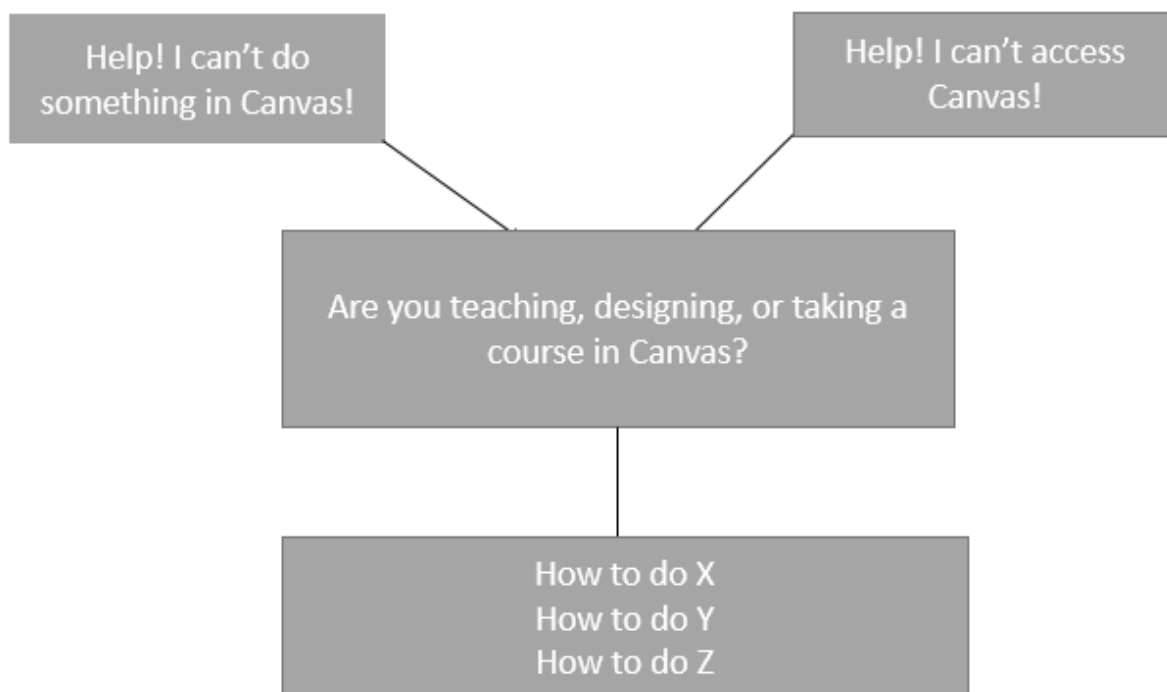 Help! I can’t do
something in Canvas!
Help! I can’t access
Canvas!
Are you teaching, designing, or taking a
course in Canvas?
How to do X
How to do Y
How to do Z